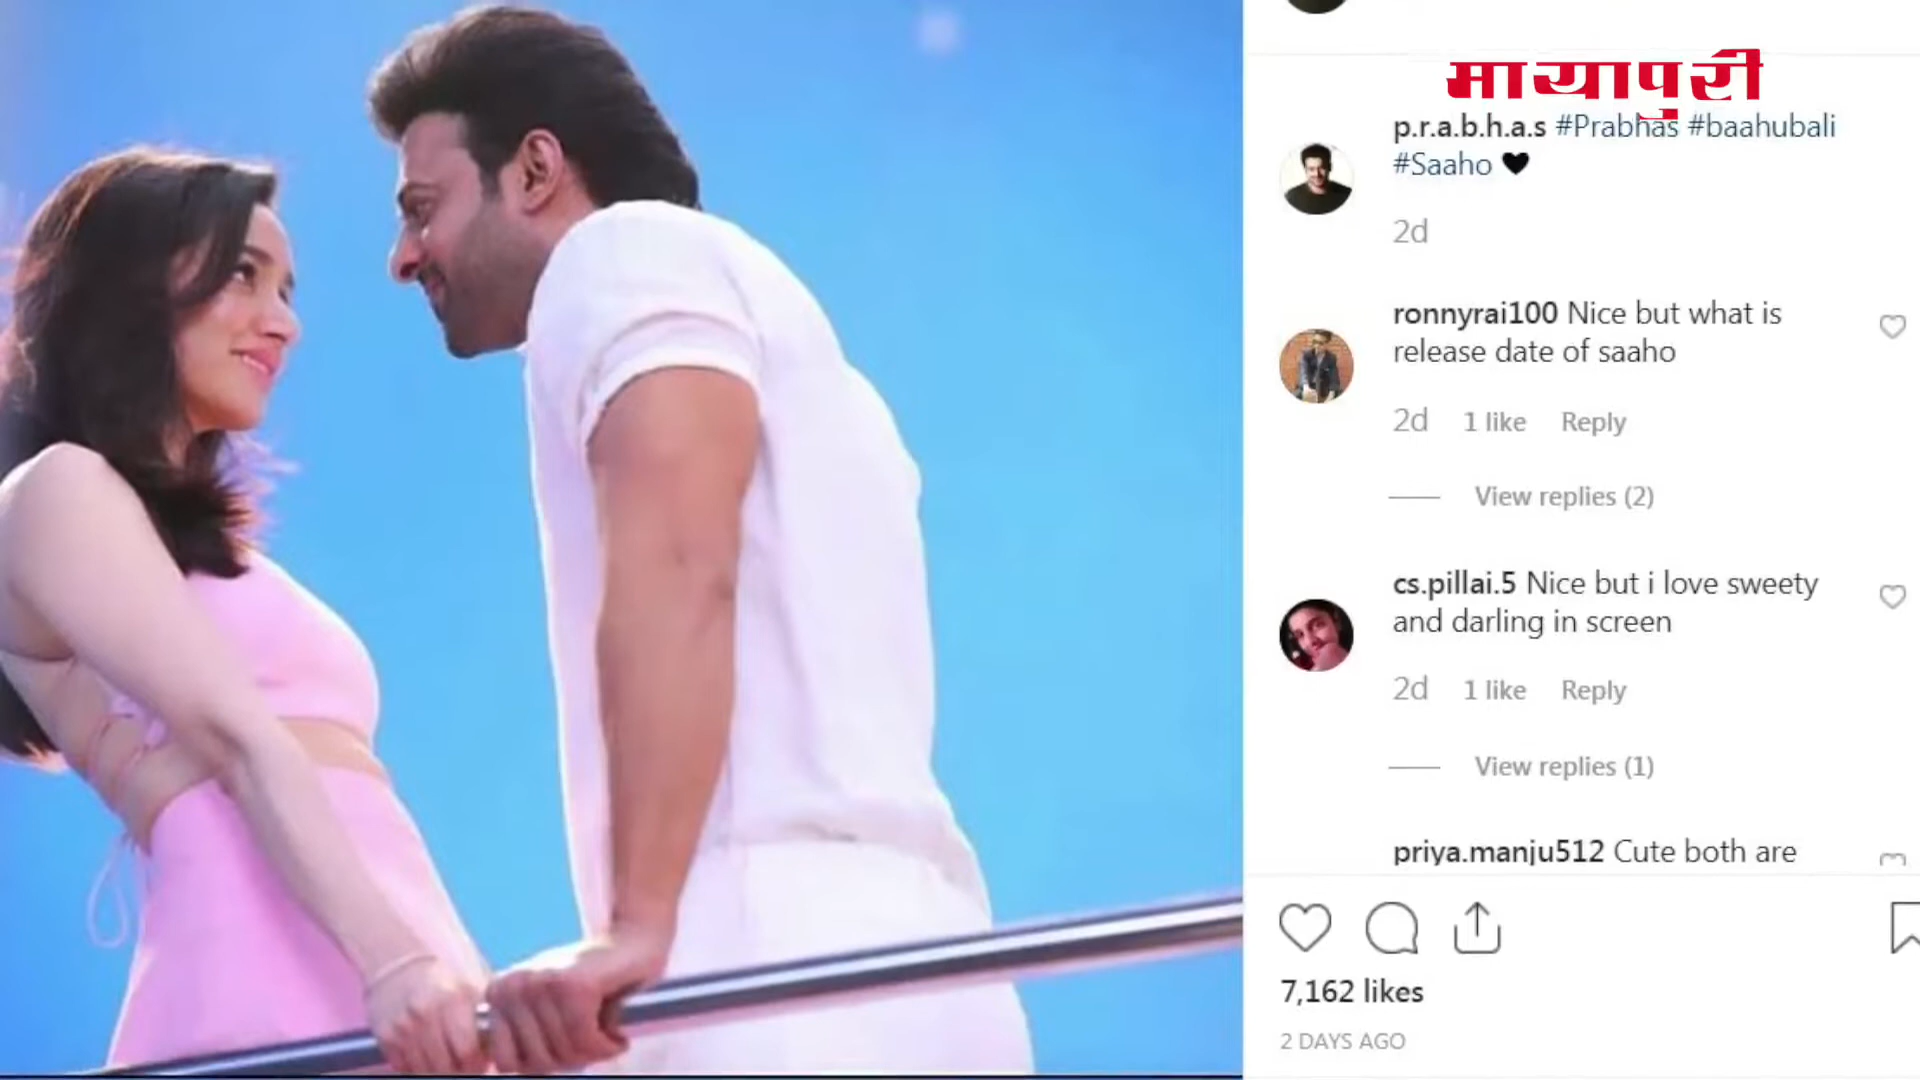 मायापुरी
p.r.a.b.h.a.s #Prabhas #baahubali
#Saaho 🖤
2d
ronnyrai100 Nice but what is
release date of saaho
2d 1 like Reply
View replies (2)
cs.pillai.5 Nice but i love sweety
and darling in screen
2d 1 like Reply
View replies (1)
priya.manju512 Cute both are
7,162 likes
2 DAYS AGO